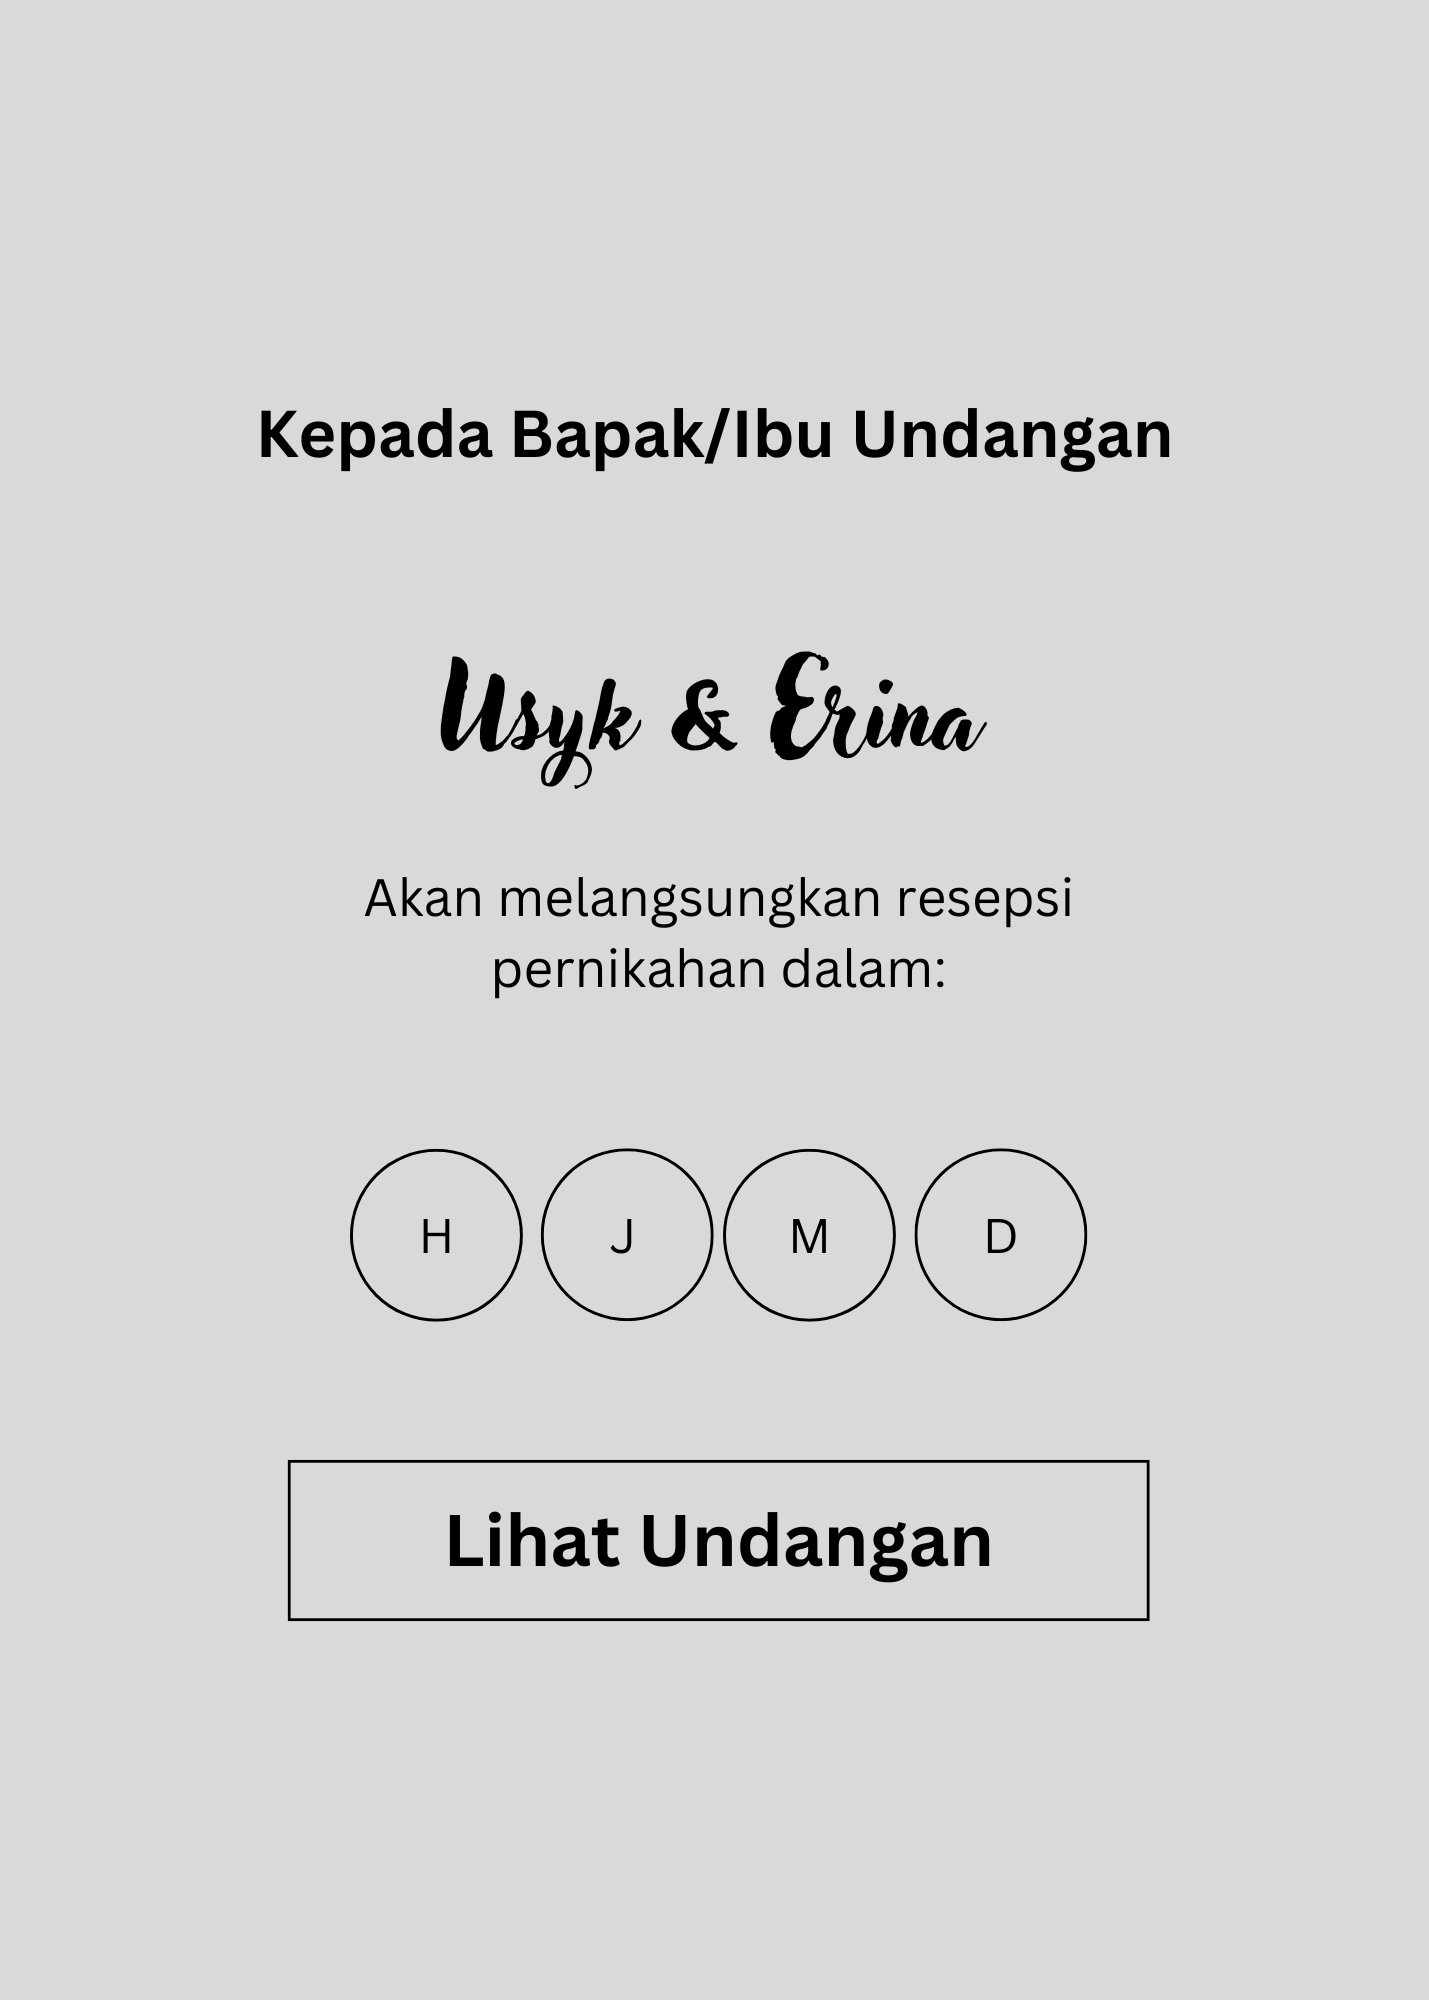 Kepada Bapak/Ibu Undangan
Usyk & Erina
Akan melangsungkan resepsi
pernikahan dalam:
H J M D
Lihat Undangan